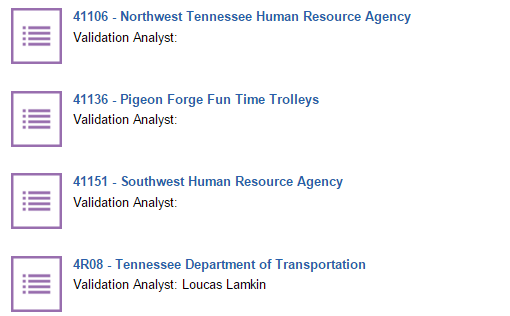 41106 - Northwest Tennessee Human Resource Agency
Validation Analyst:
41136 - Pigeon Forge Fun Time Trolleys
Validation Analyst:
41151 - Southwest Human Resource Agency
Validation Analyst:
4R08 - Tennessee Department of Transportation
Validation Analyst: Loucas Lamkin